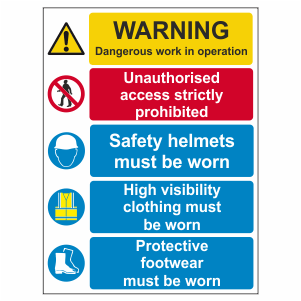 WARNING
Dangerous work in operation
Unauthorised
access strictly
prohibited
Safety helmets
must be worn
High visibility
clothing must
be worn
Protective
footwear
must be worn